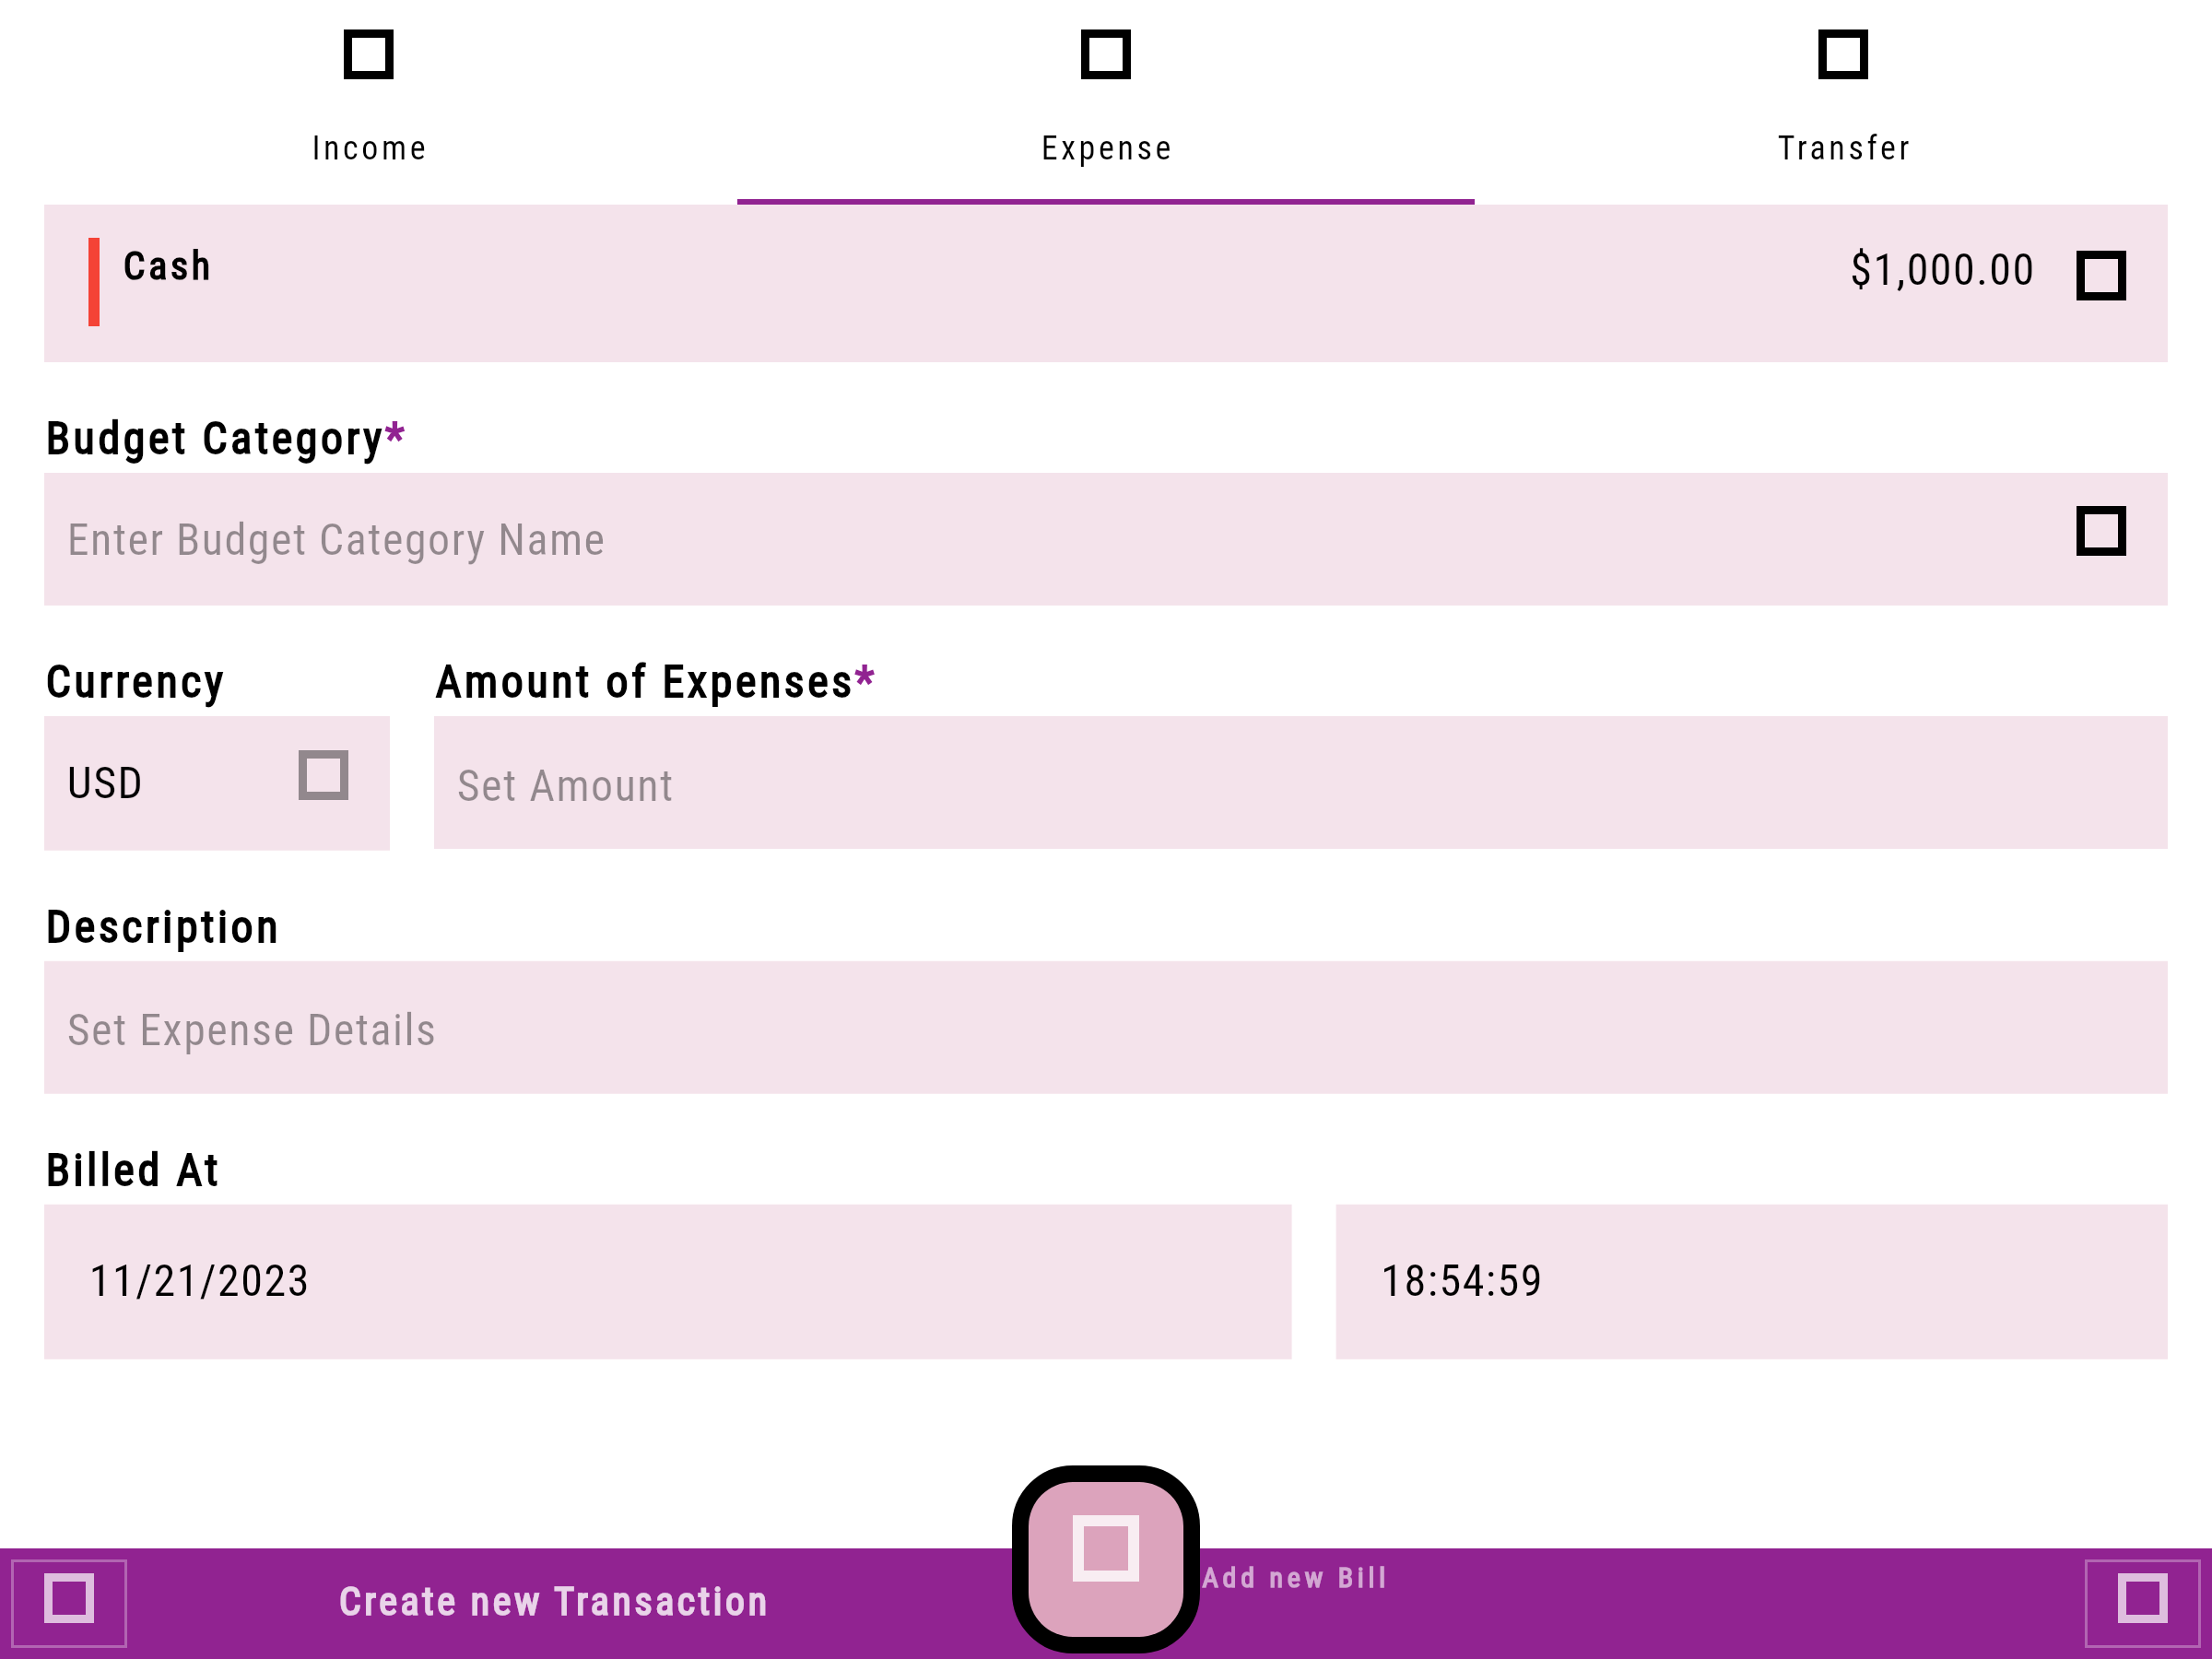 Income
Expense
Transfer
Cash
$1,000.00
Budget Category*
Enter Budget Category Name
Currency
Amount of Expenses*
USD
Set Amount
Description
Set Expense Details
Billed At
11/21/2023
18:54:59
Create new Transaction
Add new Bill